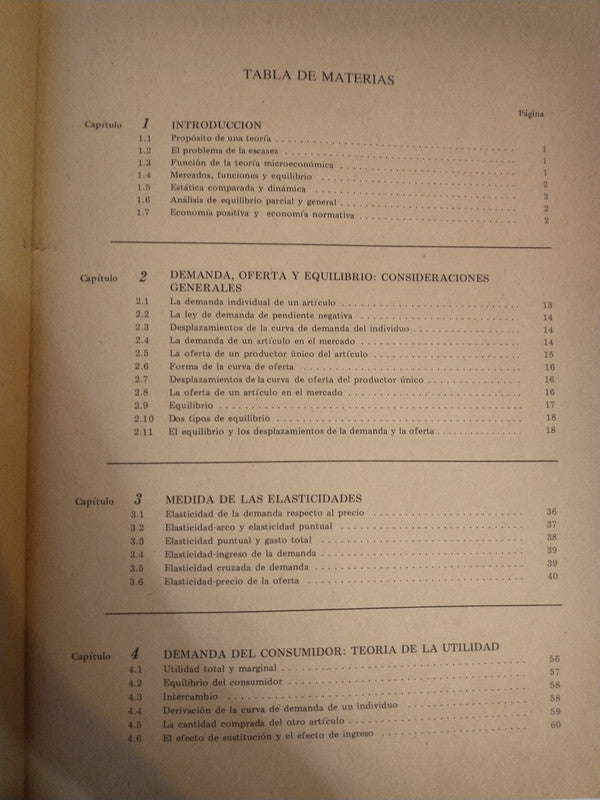 TABLA DE MATERIAS
Página
Capítulo 1 INTRODUCCION
1.1 Propósito de una teoría . . . . . . . . . . 1
1.2 El problema de la escasez . . . . . . . . . . 1
1.3 Función de la teoría microeconómica . . . . . . . . . . 1
1.4 Mercados, funciones y equilibrio . . . . . . . . . . 2
1.5 Estática comparada y dinámica . . . . . . . . . . 2
1.6 Análisis de equilibrio parcial y general . . . . . . . . . . 2
1.7 Economía positiva y economía normativa . . . . . . . . . . 2
Capítulo 2 DEMANDA, OFERTA Y EQUILIBRIO: CONSIDERACIONES
GENERALES
2.1 La demanda individual de un artículo . . . . . . . . . . 13
2.2 La ley de demanda de pendiente negativa . . . . . . . . . . 14
2.3 Desplazamientos de la curva de demanda del individuo . . . . . . . . . . 14
2.4 La demanda de un artículo en el mercado . . . . . . . . . . 14
2.5 La oferta de un productor único del artículo . . . . . . . . . . 15
2.6 Forma de la curva de oferta . . . . . . . . . . 16
2.7 Desplazamientos de la curva de oferta del productor único . . . . . . . . . . 16
2.8 La oferta de un artículo en el mercado . . . . . . . . . . 16
2.9 Equilibrio . . . . . . . . . . 17
2.10 Dos tipos de equilibrio . . . . . . . . . . 18
2.11 El equilibrio y los desplazamientos de la demanda y la oferta . . . . . . . . . . 18
Capítulo 3 MEDIDA DE LAS ELASTICIDADES
3.1 Elasticidad de la demanda respecto al precio . . . . . . . . . . 36
3.2 Elasticidad-arco y elasticidad puntual . . . . . . . . . . 37
3.3 Elasticidad puntual y gasto total . . . . . . . . . . 38
3.4 Elasticidad-ingreso de la demanda . . . . . . . . . . 39
3.5 Elasticidad cruzada de demanda . . . . . . . . . . 39
3.6 Elasticidad-precio de la oferta . . . . . . . . . . 40
Capítulo 4 DEMANDA DEL CONSUMIDOR: TEORIA DE LA UTILIDAD
4.1 Utilidad total y marginal . . . . . . . . . . 56
4.2 Equilibrio del consumidor . . . . . . . . . . 57
4.3 Intercambio . . . . . . . . . . 58
4.4 Derivación de la curva de demanda de un individuo . . . . . . . . . . 58
4.5 La cantidad comprada del otro artículo . . . . . . . . . . 59
4.6 El efecto de sustitución y el efecto de ingreso . . . . . . . . . . 60